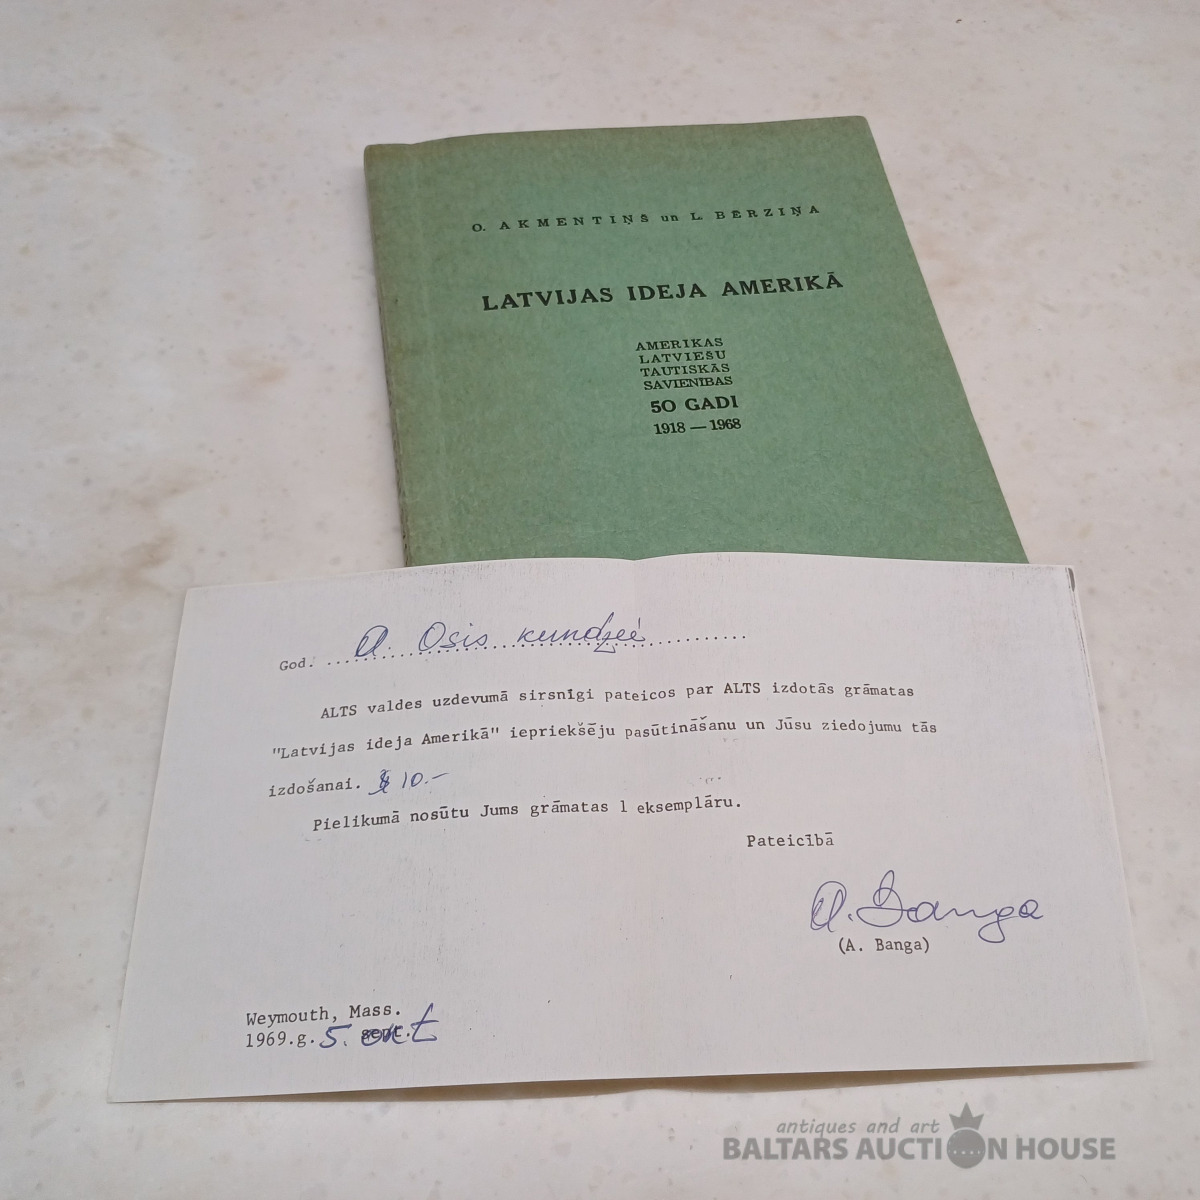 O. AKMENTIŅŠ un L. BĒRZIŅA
LATVIJAS IDEJA AMERIKĀ
AMERIKAS
LATVIEŠU
TAUTISKĀS
SAVIENĪBAS
50 GADI
1918 — 1968
God. A. Osis kundzei
ALTS valdes uzdevumā sirsnīgi pateicos par ALTS izdotās grāmatas
"Latvijas ideja Amerikā" iepriekšēju pasūtināšanu un Jūsu ziedojumu tās
izdošanai. $ 10.—
Pielikumā nosūtu Jums grāmatas 1 eksemplāru.
Pateicībā
A. Banga
(A. Banga)
Weymouth, Mass.
1969.g. 5. okt
antiques and art
BALTARS AUCTION HOUSE